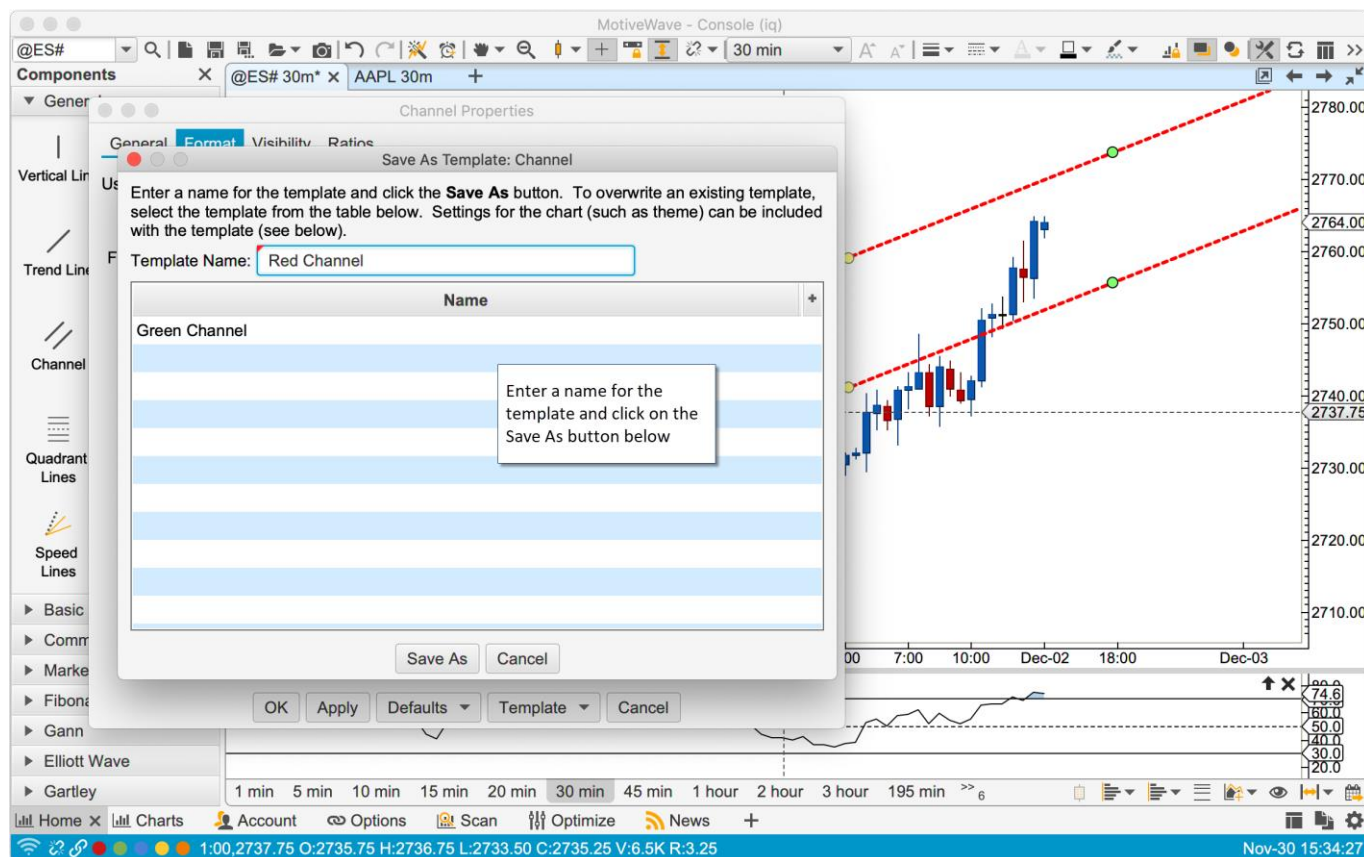 MotiveWave - Console (iq)
@ES#
30 min
Components
@ES# 30m*
AAPL 30m
Channel Properties
General Format Visibility Ratios
Save As Template: Channel
Enter a name for the template and click the Save As button. To overwrite an existing template,
select the template from the table below. Settings for the chart (such as theme) can be included
with the template (see below).
Template Name: Red Channel
Name
Green Channel
Enter a name for the
template and click on the
Save As button below
Save As Cancel
OK Apply Defaults Template Cancel
Vertical Lin
Trend Line
Channel
Quadrant
Lines
Speed
Lines
Basic
Comm
Marke
Fibona
Gann
Elliott Wave
Gartley
2780.00
2770.00
2764.00
2760.00
2750.00
2740.00
2737.75
2730.00
2720.00
2710.00
7:00 10:00 Dec-02 18:00 Dec-03
74.6
60.0
50.0
40.0
30.0
20.0
1 min 5 min 10 min 15 min 20 min 30 min 45 min 1 hour 2 hour 3 hour 195 min >> 6
Home Charts Account Options Scan Optimize News
1:00,2737.75 O:2735.75 H:2736.75 L:2733.50 C:2735.25 V:6.5K R:3.25
Nov-30 15:34:27